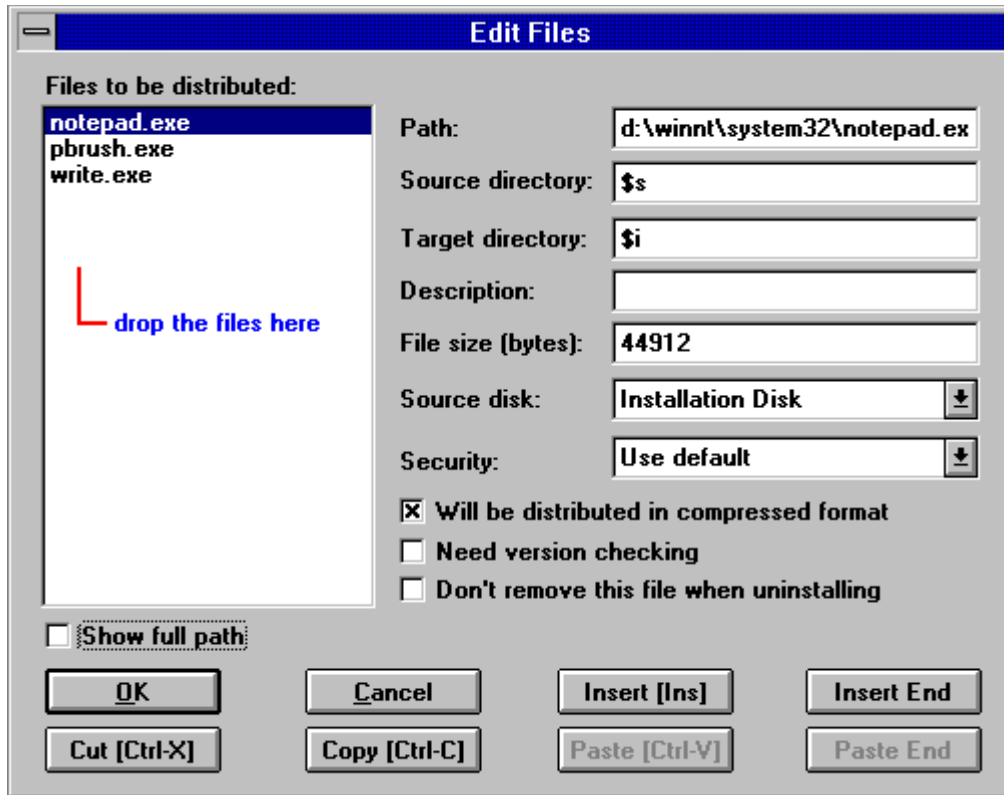 Edit Files
Files to be distributed:
notepad.exe
pbrush.exe
write.exe
drop the files here
Path: d:\winnt\system32\notepad.ex
Source directory: $s
Target directory: $i
Description:
File size (bytes): 44912
Source disk: Installation Disk
Security: Use default
Will be distributed in compressed format
Need version checking
Don't remove this file when uninstalling
Show full path
OK Cancel Insert [Ins] Insert End
Cut [Ctrl-X] Copy [Ctrl-C] Paste [Ctrl-V] Paste End